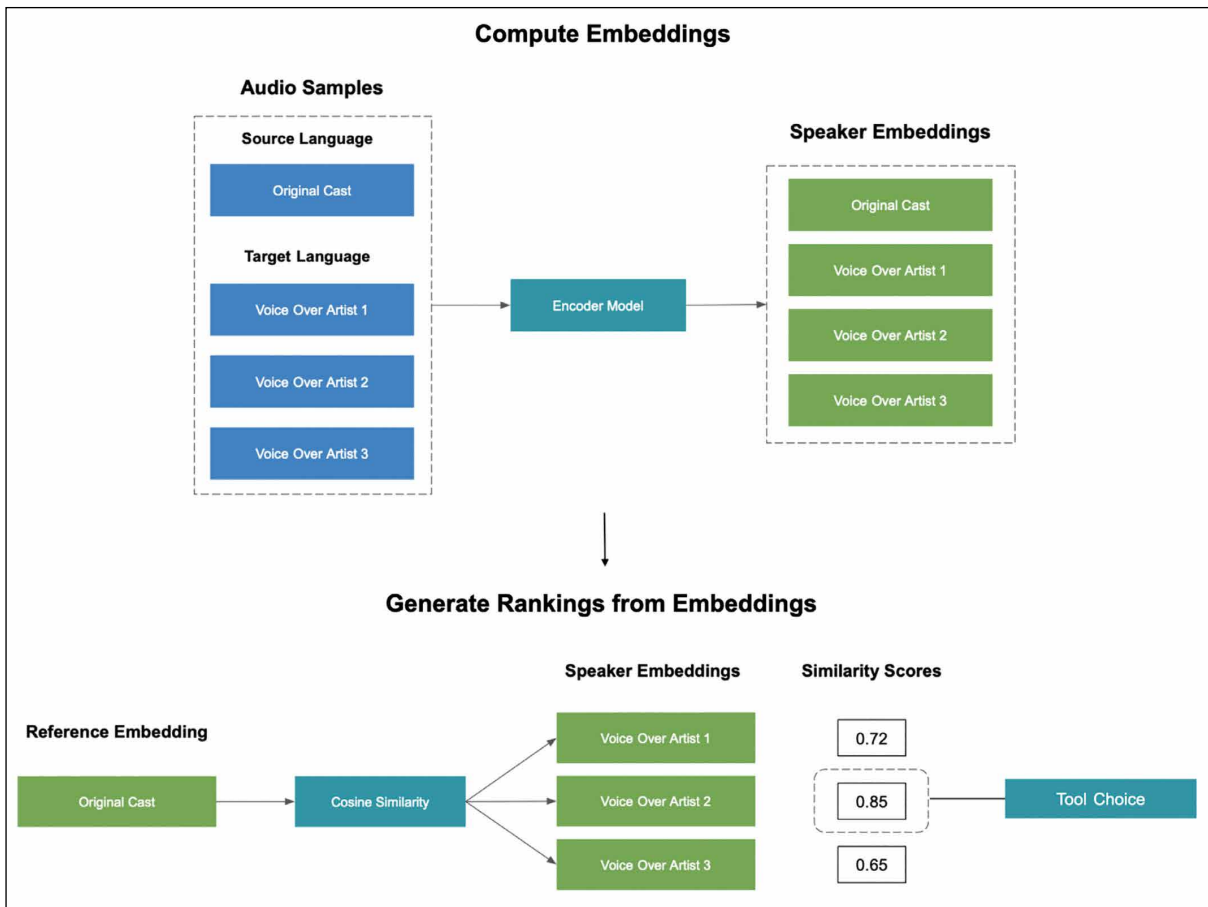 Compute Embeddings
Audio Samples
Source Language
Original Cast
Target Language
Voice Over Artist 1
Voice Over Artist 2
Voice Over Artist 3
Encoder Model
Speaker Embeddings
Original Cast
Voice Over Artist 1
Voice Over Artist 2
Voice Over Artist 3
Generate Rankings from Embeddings
Reference Embedding
Original Cast
Cosine Similarity
Speaker Embeddings
Voice Over Artist 1
Voice Over Artist 2
Voice Over Artist 3
Similarity Scores
0.72
0.85
0.65
Tool Choice